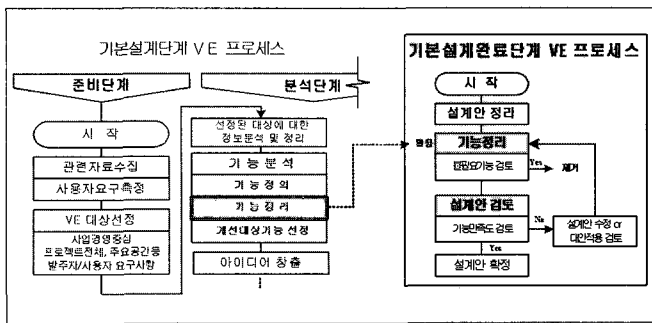 기본설계단계 VE 프로세스
준비단계
분석단계
시 작
관련자료수집
사용자요구측정
VE 대상선정
사업경영중심
프로젝트전체, 주요공간등
발주자/사용자 요구사항
선정된 대상에 대한
정보분석 및 정리
기 능 분 석
기 능 정 의
기 능 정 리
개선대상기능 선정
아이디어 창출
기본설계완료단계 VE 프로세스
시 작
설계안 정리
기능정리
불필요기능 검토
Yes
제거
설계안 검토
기능만족도 검토
No
설계안 수정 or
대안적용 검토
Yes
설계안 확정